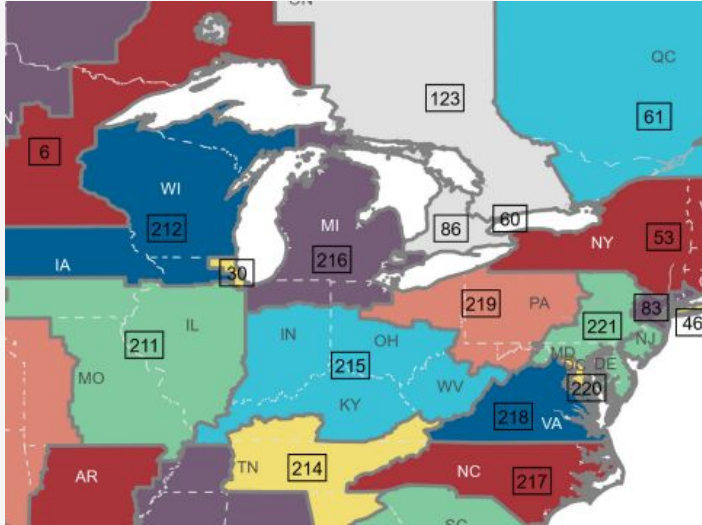 QC
123
61
N
6
WI
MI
212
86
60
NY
53
IA
30
216
219
PA
83
IL
IN
OH
221
46
211
NJ
215
MD
DC
DE
MO
WV
220
KY
218
VA
TN
214
NC
AR
217
SC